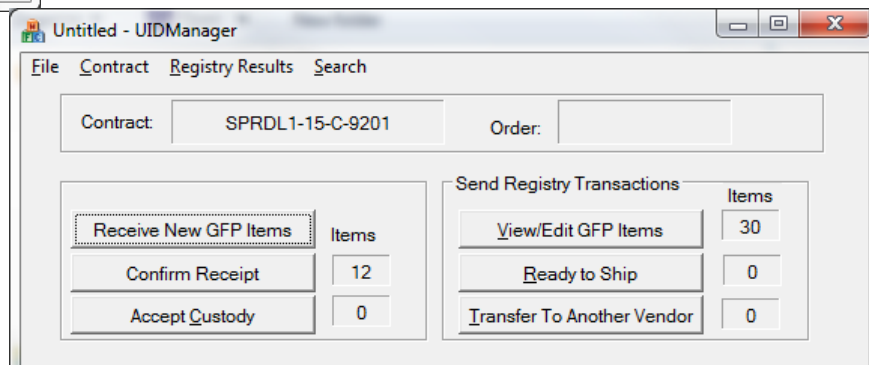 Untitled - UIDManager
File Contract Registry Results Search
Contract: SPRDL1-15-C-9201 Order:
Send Registry Transactions
Items
Receive New GFP Items Items
View/Edit GFP Items 30
Confirm Receipt 12
Ready to Ship 0
Accept Custody 0
Transfer To Another Vendor 0